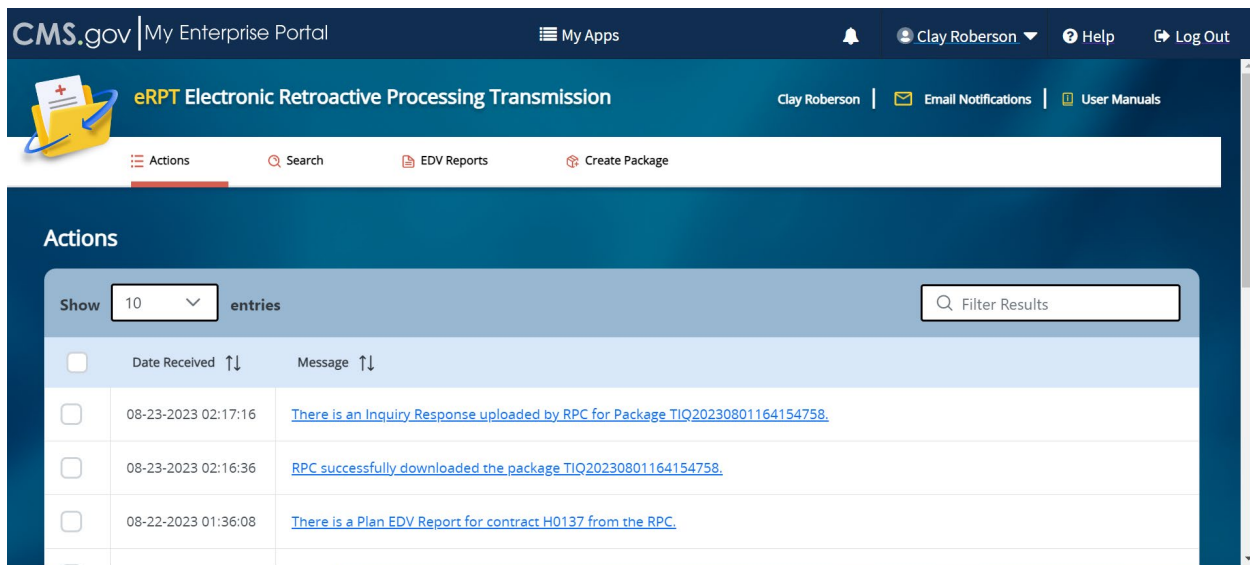 CMS.gov My Enterprise Portal My Apps Clay Roberson Help Log Out
eRPT Electronic Retroactive Processing Transmission Clay Roberson Email Notifications User Manuals
Actions Search EDV Reports Create Package
Actions
Show 10 entries Filter Results
Date Received Message
08-23-2023 02:17:16 There is an Inquiry Response uploaded by RPC for Package TIQ20230801164154758.
08-23-2023 02:16:36 RPC successfully downloaded the package TIQ20230801164154758.
08-22-2023 01:36:08 There is a Plan EDV Report for contract H0137 from the RPC.